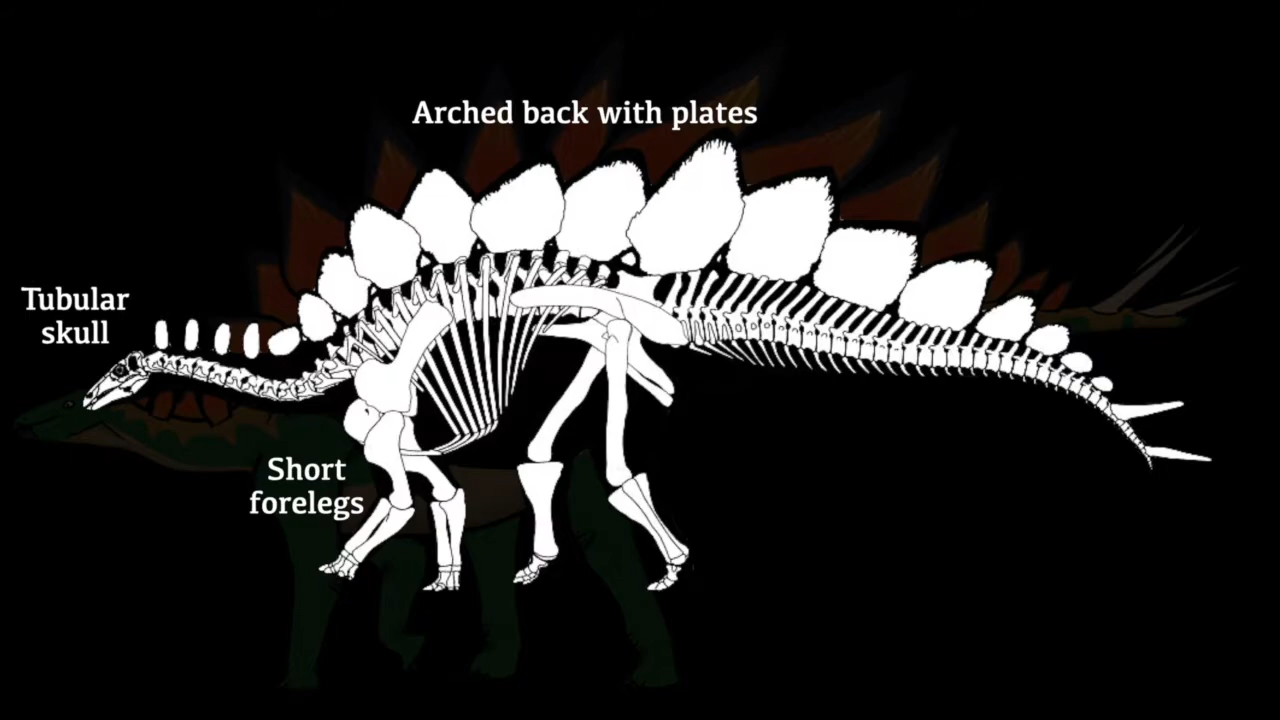 Arched back with plates
Tubular
skull
Short
forelegs